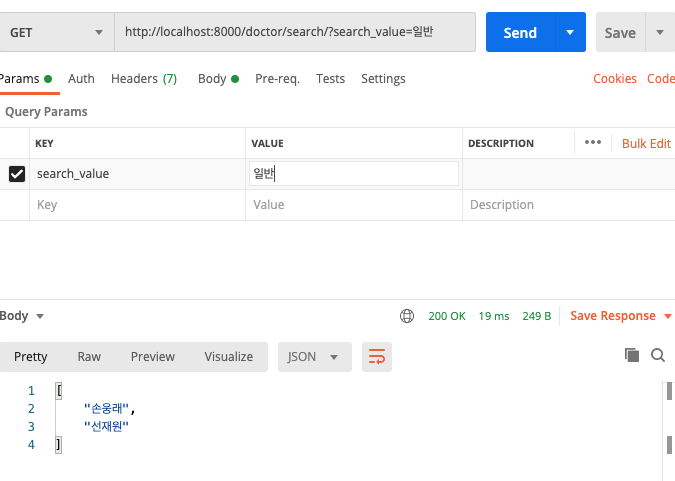 GET http://localhost:8000/doctor/search/?search_value=일반 Send Save
Params Auth Headers (7) Body Pre-req. Tests Settings Cookies Code
Query Params
KEY VALUE DESCRIPTION ••• Bulk Edit
search_value 일반
Key Value Description
Body 200 OK 19 ms 249 B Save Response
Pretty Raw Preview Visualize JSON
1 [
2 "손웅래",
3 "선재원"
4 ]